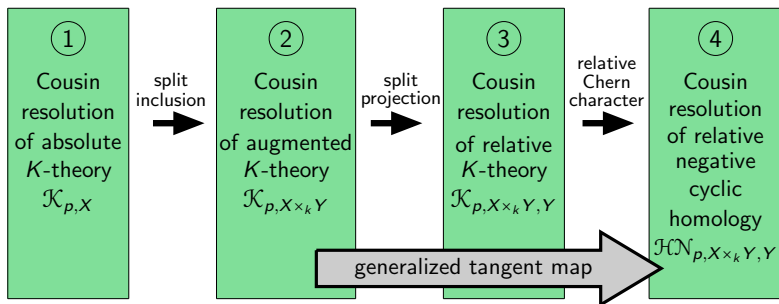 1
Cousin
resolution
of absolute
K-theory
𝒦p,X
split
inclusion
2
Cousin
resolution
of augmented
K-theory
𝒦p,X×kY
split
projection
3
Cousin
resolution
of relative
K-theory
𝒦p,X×kY,Y
relative
Chern
character
4
Cousin
resolution
of relative
negative
cyclic
homology
ℋ𝒩p,X×kY,Y
generalized tangent map